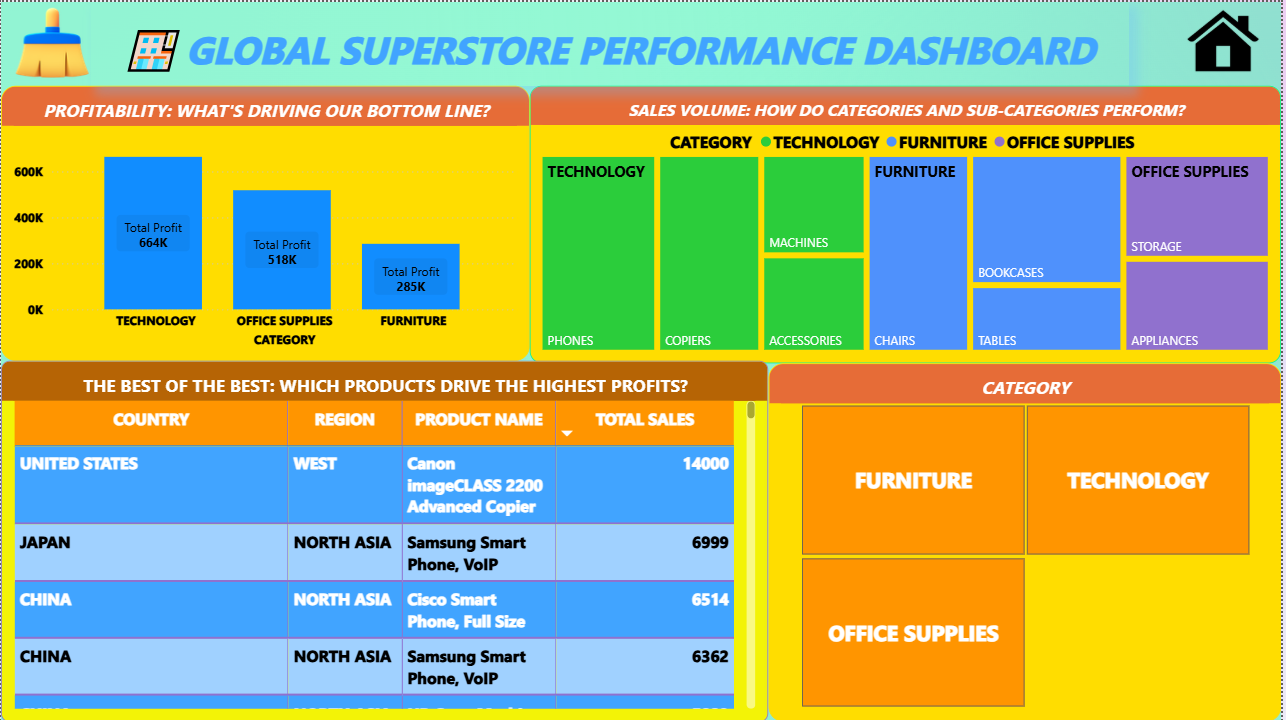 GLOBAL SUPERSTORE PERFORMANCE DASHBOARD
PROFITABILITY: WHAT'S DRIVING OUR BOTTOM LINE?
600K
400K
200K
0K
Total Profit
664K
Total Profit
518K
Total Profit
285K
TECHNOLOGY
OFFICE SUPPLIES
FURNITURE
CATEGORY
SALES VOLUME: HOW DO CATEGORIES AND SUB-CATEGORIES PERFORM?
CATEGORY TECHNOLOGY FURNITURE OFFICE SUPPLIES
TECHNOLOGY
PHONES
COPIERS
MACHINES
ACCESSORIES
FURNITURE
CHAIRS
BOOKCASES
TABLES
OFFICE SUPPLIES
STORAGE
APPLIANCES
THE BEST OF THE BEST: WHICH PRODUCTS DRIVE THE HIGHEST PROFITS?
COUNTRY REGION PRODUCT NAME TOTAL SALES
UNITED STATES WEST Canon 14000
imageCLASS 2200
Advanced Copier
JAPAN NORTH ASIA Samsung Smart 6999
Phone, VoIP
CHINA NORTH ASIA Cisco Smart 6514
Phone, Full Size
CHINA NORTH ASIA Samsung Smart 6362
Phone, VoIP
CATEGORY
FURNITURE
TECHNOLOGY
OFFICE SUPPLIES